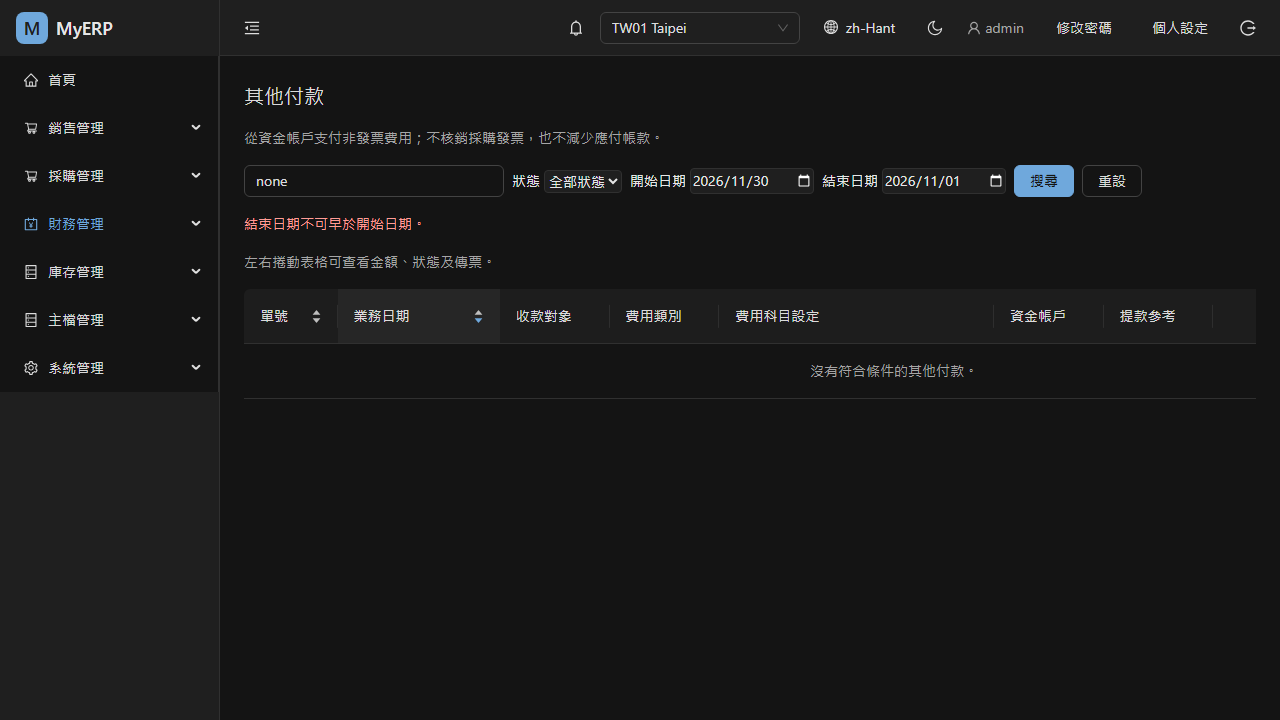 M MyERP
TW01 Taipei
zh-Hant
admin
修改密碼
個人設定
首頁
銷售管理
採購管理
財務管理
庫存管理
主檔管理
系統管理
其他付款
從資金帳戶支付非發票費用；不核銷採購發票，也不減少應付帳款。
none 狀態 全部狀態 開始日期 2026/11/30 結束日期 2026/11/01 搜尋 重設
結束日期不可早於開始日期。
左右捲動表格可查看金額、狀態及傳票。
單號 業務日期 收款對象 費用類別 費用科目設定 資金帳戶 提款參考
沒有符合條件的其他付款。